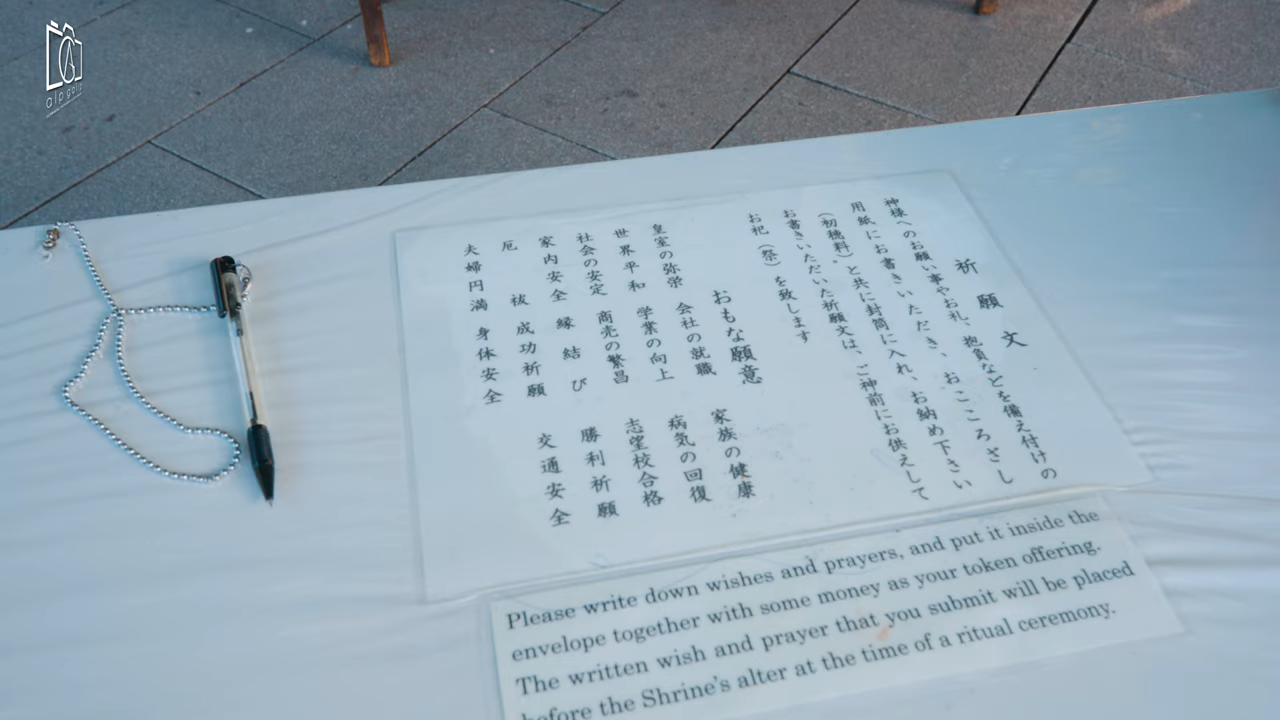 alp galip
祈願文
神様へのお願い事やお礼、抱負などを備え付けの
用紙にお書きいただき、おこころざし
(初穂料)と共に封筒に入れ、お納め下さい。
お書きいただいた祈願文は、ご神前にお供えして
お祀(祭)を致します
おもな願意
皇室の弥栄 会社の就職 家族の健康
世界平和 学業の向上 病気の回復
社会の安定 商売の繁昌 志望校合格
家内安全 縁結び 勝利祈願
厄祓 成功祈願 交通安全
夫婦円満 身体安全
Please write down wishes and prayers, and put it inside the
envelope together with some money as your token offering.
The written wish and prayer that you submit will be placed
before the Shrine's alter at the time of a ritual ceremony.